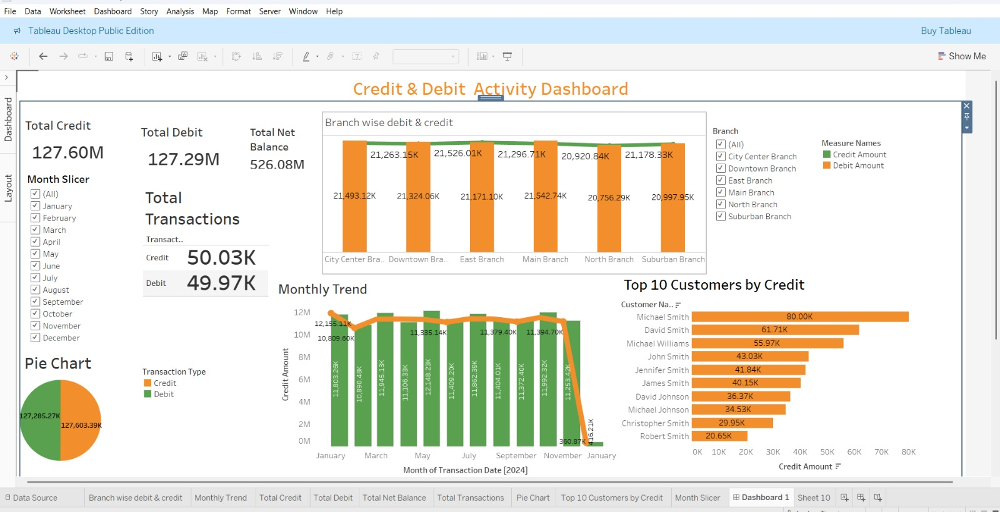 File Data Worksheet Dashboard Story Analysis Map Format Server Window Help
Tableau Desktop Public Edition
Buy Tableau
Show Me
Dashboard
Layout
Credit & Debit Activity Dashboard
Total Credit
127.60M
Total Debit
127.29M
Total Net
Balance
526.08M
Month Slicer
(All)
January
February
March
April
May
June
July
August
September
October
November
December
Total
Transactions
Transact..
Credit 50.03K
Debit 49.97K
Branch wise debit & credit
21,263.15K 21,526.01K 21,296.71K 20,920.84K 21,178.33K
21,493.12K 21,324.06K 21,171.10K 21,542.74K 20,756.29K 20,997.95K
City Center Bra.. Downtown Bra.. East Branch Main Branch North Branch Suburban Branch
Branch
(All)
City Center Branch
Downtown Branch
East Branch
Main Branch
North Branch
Suburban Branch
Measure Names
Credit Amount
Debit Amount
Pie Chart
127,285.27K
127,603.39K
Transaction Type
Credit
Debit
Monthly Trend
Credit Amount
12M
10M
8M
6M
4M
2M
0M
12,155.11K
10,809.60K
11,335.14K
11,379.40K
11,394.70K
360.87K
11,803.26K
10,890.48K
11,945.13K
11,106.33K
12,148.23K
11,409.20K
11,862.39K
11,404.01K
11,372.40K
11,992.32K
11,253.42K
416.21K
January March May July September November January
Month of Transaction Date [2024]
Top 10 Customers by Credit
Customer Na..
Michael Smith 80.00K
David Smith 61.71K
Michael Williams 55.97K
John Smith 43.03K
Jennifer Smith 41.84K
James Smith 40.15K
David Johnson 36.37K
Michael Johnson 34.53K
Christopher Smith 29.95K
Robert Smith 20.65K
0K 10K 20K 30K 40K 50K 60K 70K 80K
Credit Amount
Data Source Branch wise debit & credit Monthly Trend Total Credit Total Debit Total Net Balance Total Transactions Pie Chart Top 10 Customers by Credit Month Slicer Dashboard 1 Sheet 10